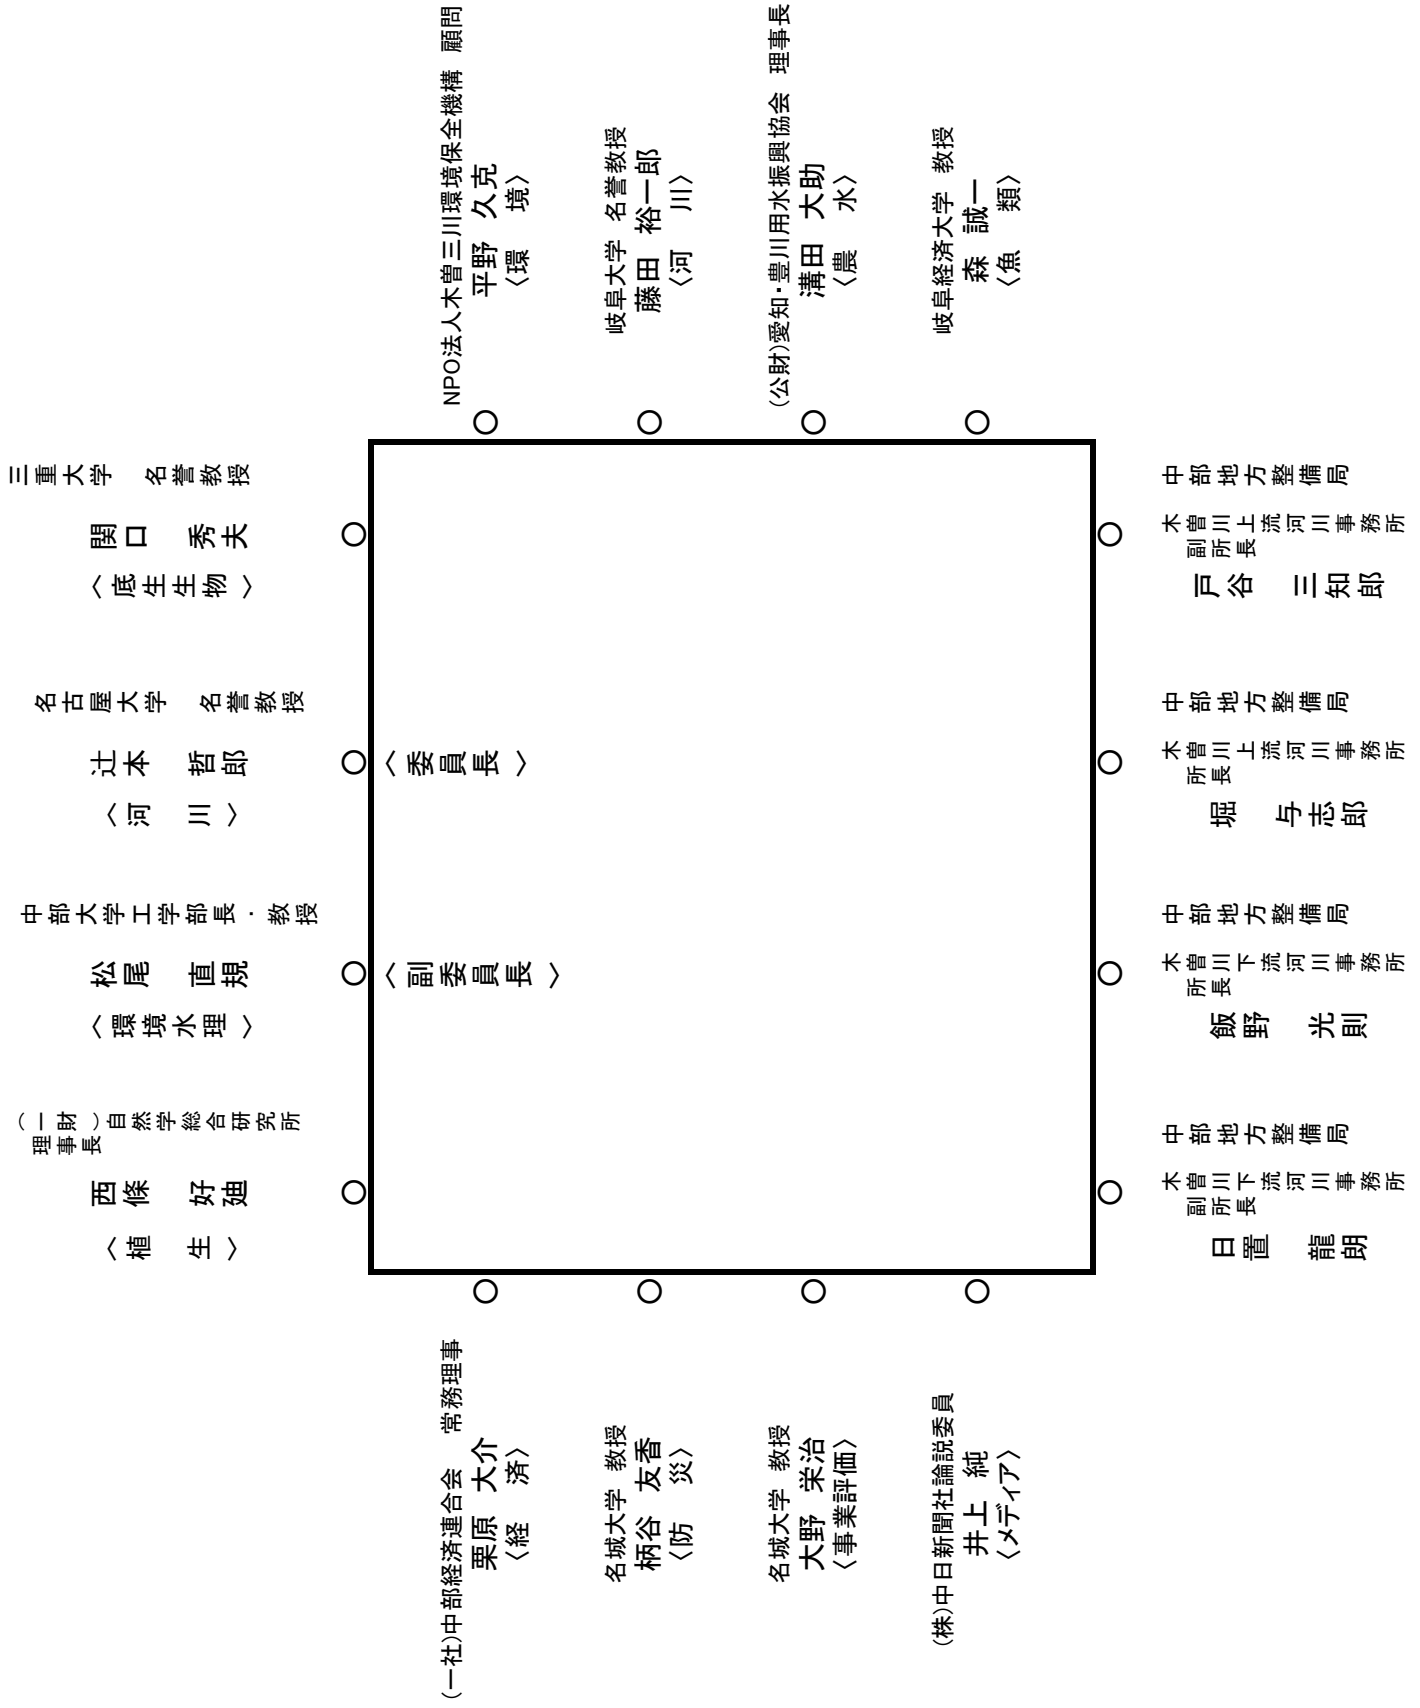 三重大学　名誉教授
関口　秀夫
〈底生生物〉
名古屋大学　名誉教授
辻本　哲郎
〈河　川〉
〈委員長〉
中部大学工学部長・教授
松尾　直規
〈環境水理〉
〈副委員長〉
(一財)自然学総合研究所
理事長
西條　好廸
〈植　生〉
NPO法人木曽三川環境保全機構　顧問
平野　久克
〈環　境〉
岐阜大学　名誉教授
藤田　裕一郎
〈河　川〉
(公財)愛知・豊川用水振興協会　理事長
溝田　大助
〈農　水〉
岐阜経済大学　教授
森　誠一
〈魚　類〉
(一社)中部経済連合会　常務理事
栗原　大介
〈経　済〉
名城大学　教授
柄谷　友香
〈防　災〉
名城大学　教授
大野　栄治
〈事業評価〉
(株)中日新聞社論説委員
井上　純
〈メディア〉
中部地方整備局
木曽川上流河川事務所
副所長
戸谷　三知郎
中部地方整備局
木曽川上流河川事務所
所長
堀　与志郎
中部地方整備局
木曽川下流河川事務所
所長
飯野　光則
中部地方整備局
木曽川下流河川事務所
副所長
日置　龍朗